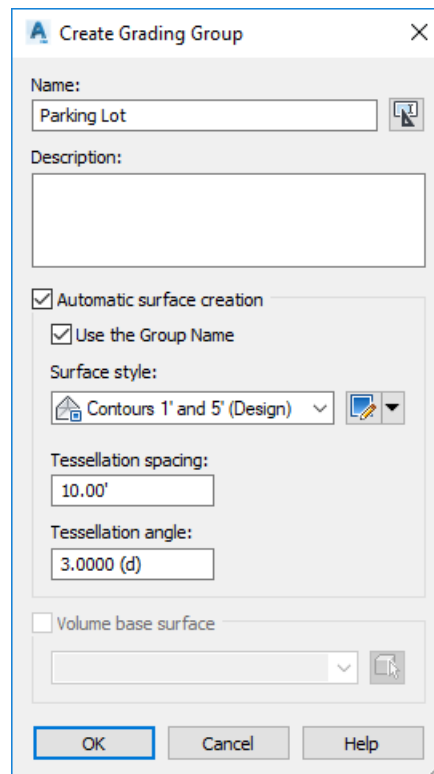 Create Grading Group
Name:
Parking Lot
Description:
Automatic surface creation
Use the Group Name
Surface style:
Contours 1' and 5' (Design)
Tessellation spacing:
10.00'
Tessellation angle:
3.0000 (d)
Volume base surface
OK Cancel Help